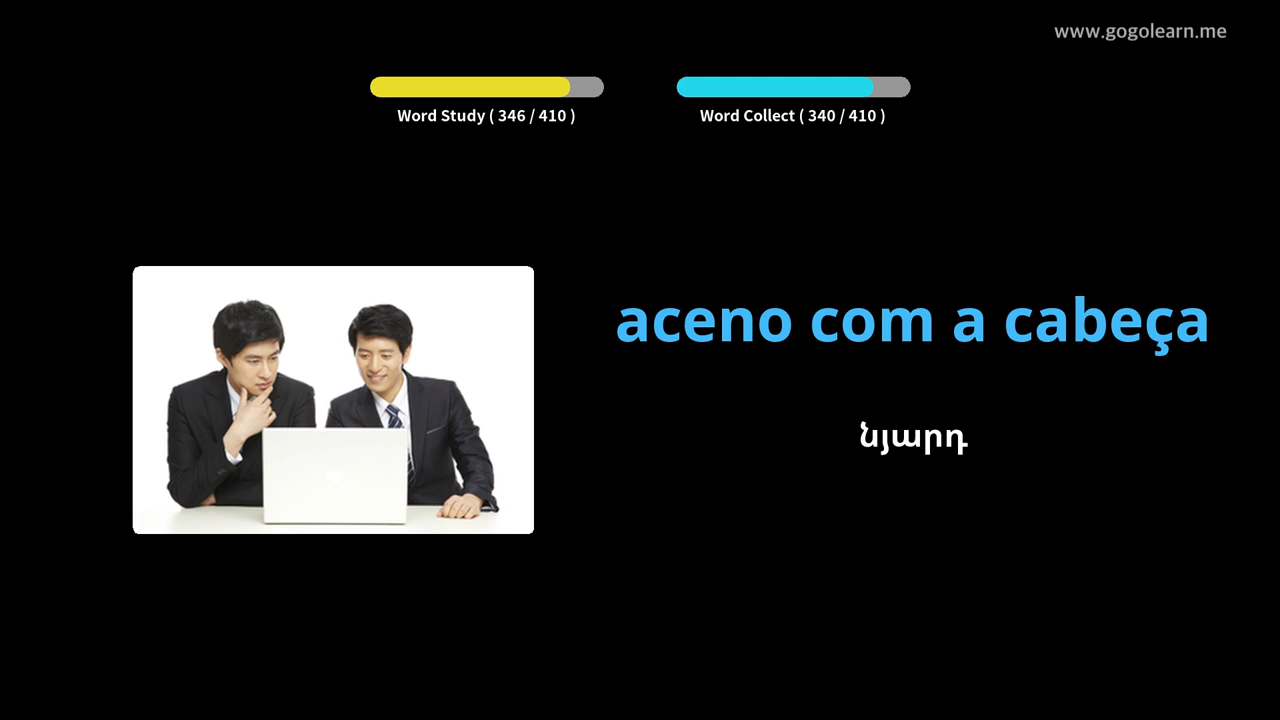 www.gogolearn.me
Word Study ( 346 / 410 )
Word Collect ( 340 / 410 )
aceno com a cabeça
նյարդ